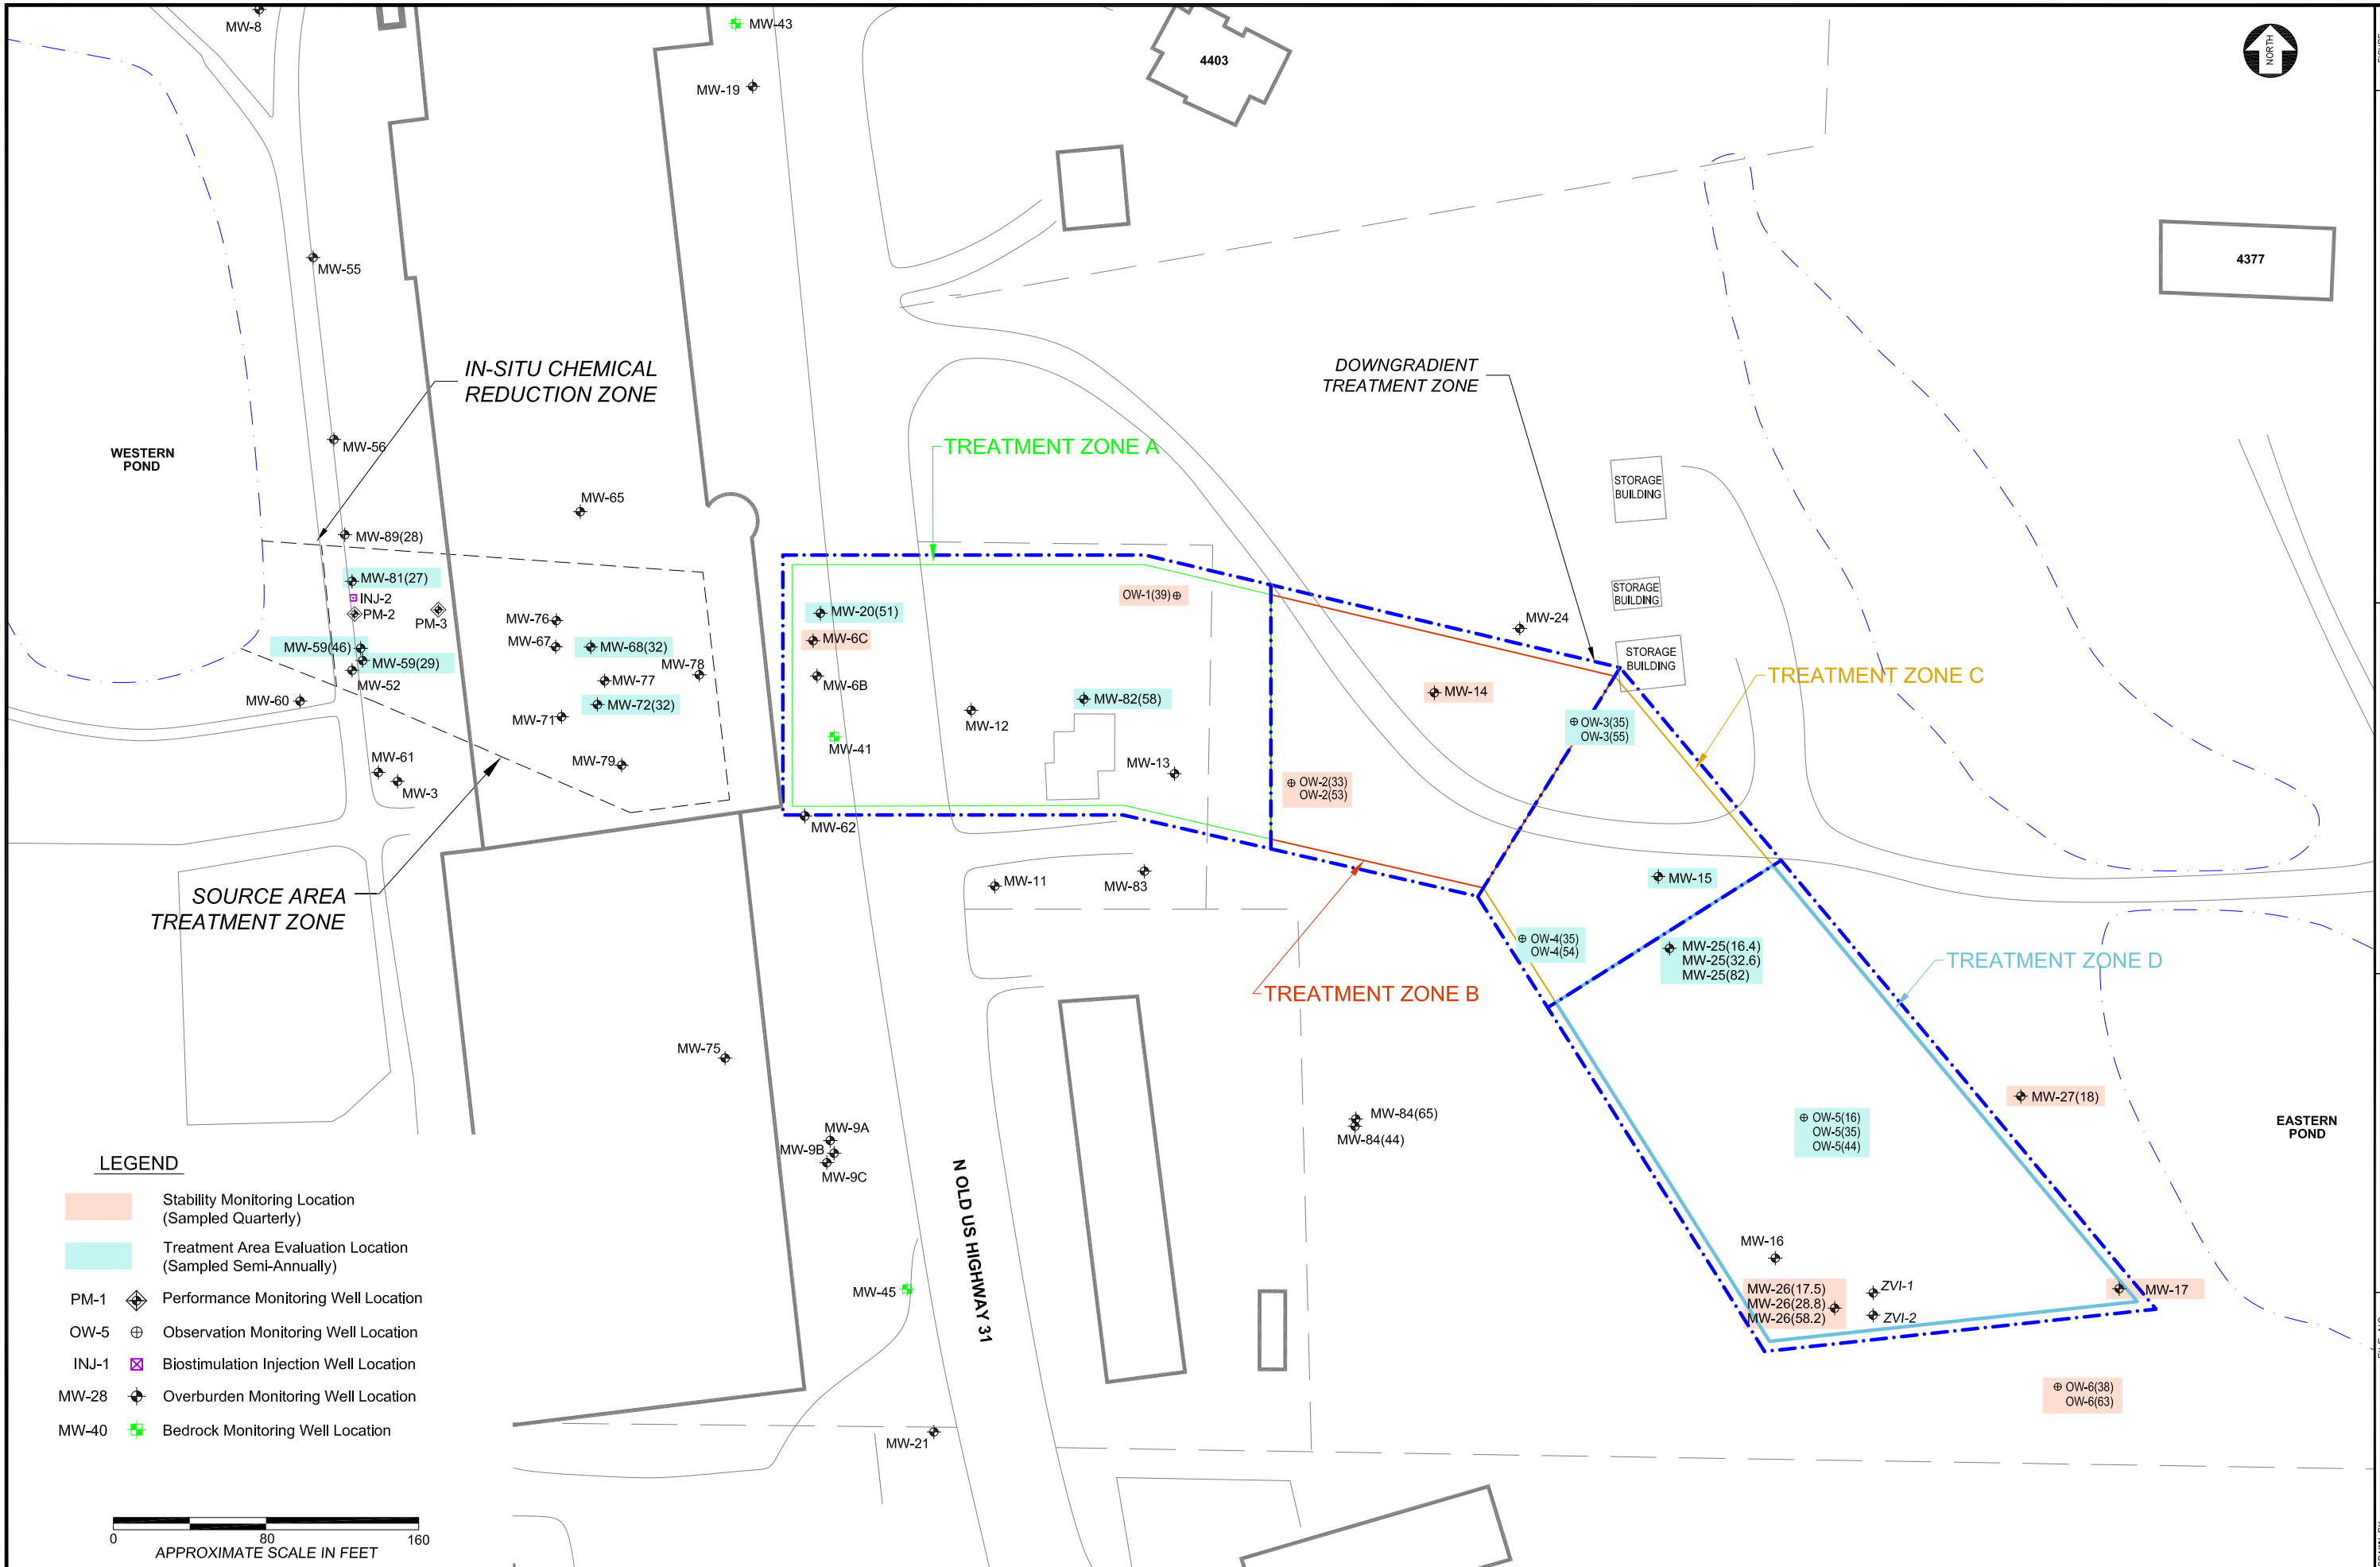 MW-8
MW-43
MW-19
4403
NORTH
4377
MW-55
IN-SITU CHEMICAL
REDUCTION ZONE
DOWNGRADIENT
TREATMENT ZONE
WESTERN
POND
MW-56
TREATMENT ZONE A
MW-65
STORAGE
BUILDING
MW-89(28)
MW-81(27)
INJ-2
PM-2
PM-3
MW-76
MW-67
MW-68(32)
MW-20(51)
MW-6C
OW-1(39)
STORAGE
BUILDING
MW-24
MW-59(46)
MW-59(29)
MW-52
MW-78
MW-77
MW-6B
STORAGE
BUILDING
TREATMENT ZONE C
MW-60
MW-72(32)
MW-71
MW-82(58)
MW-14
MW-12
MW-41
OW-3(35)
OW-3(55)
MW-61
MW-3
MW-79
MW-13
OW-2(33)
OW-2(53)
MW-62
SOURCE AREA
TREATMENT ZONE
MW-11
MW-83
MW-15
OW-4(35)
OW-4(54)
MW-25(16.4)
MW-25(32.6)
MW-25(82)
TREATMENT ZONE D
TREATMENT ZONE B
MW-75
MW-27(18)
MW-84(65)
MW-84(44)
OW-5(16)
OW-5(35)
OW-5(44)
EASTERN
POND
MW-9A
MW-9B
MW-9C
N OLD US HIGHWAY 31
MW-16
MW-45
MW-26(17.5)
MW-26(28.8)
MW-26(58.2)
ZVI-1
ZVI-2
MW-17
OW-6(38)
OW-6(63)
MW-21
LEGEND
Stability Monitoring Location
(Sampled Quarterly)
Treatment Area Evaluation Location
(Sampled Semi-Annually)
PM-1 Performance Monitoring Well Location
OW-5 Observation Monitoring Well Location
INJ-1 Biostimulation Injection Well Location
MW-28 Overburden Monitoring Well Location
MW-40 Bedrock Monitoring Well Location
0 80 160
APPROXIMATE SCALE IN FEET